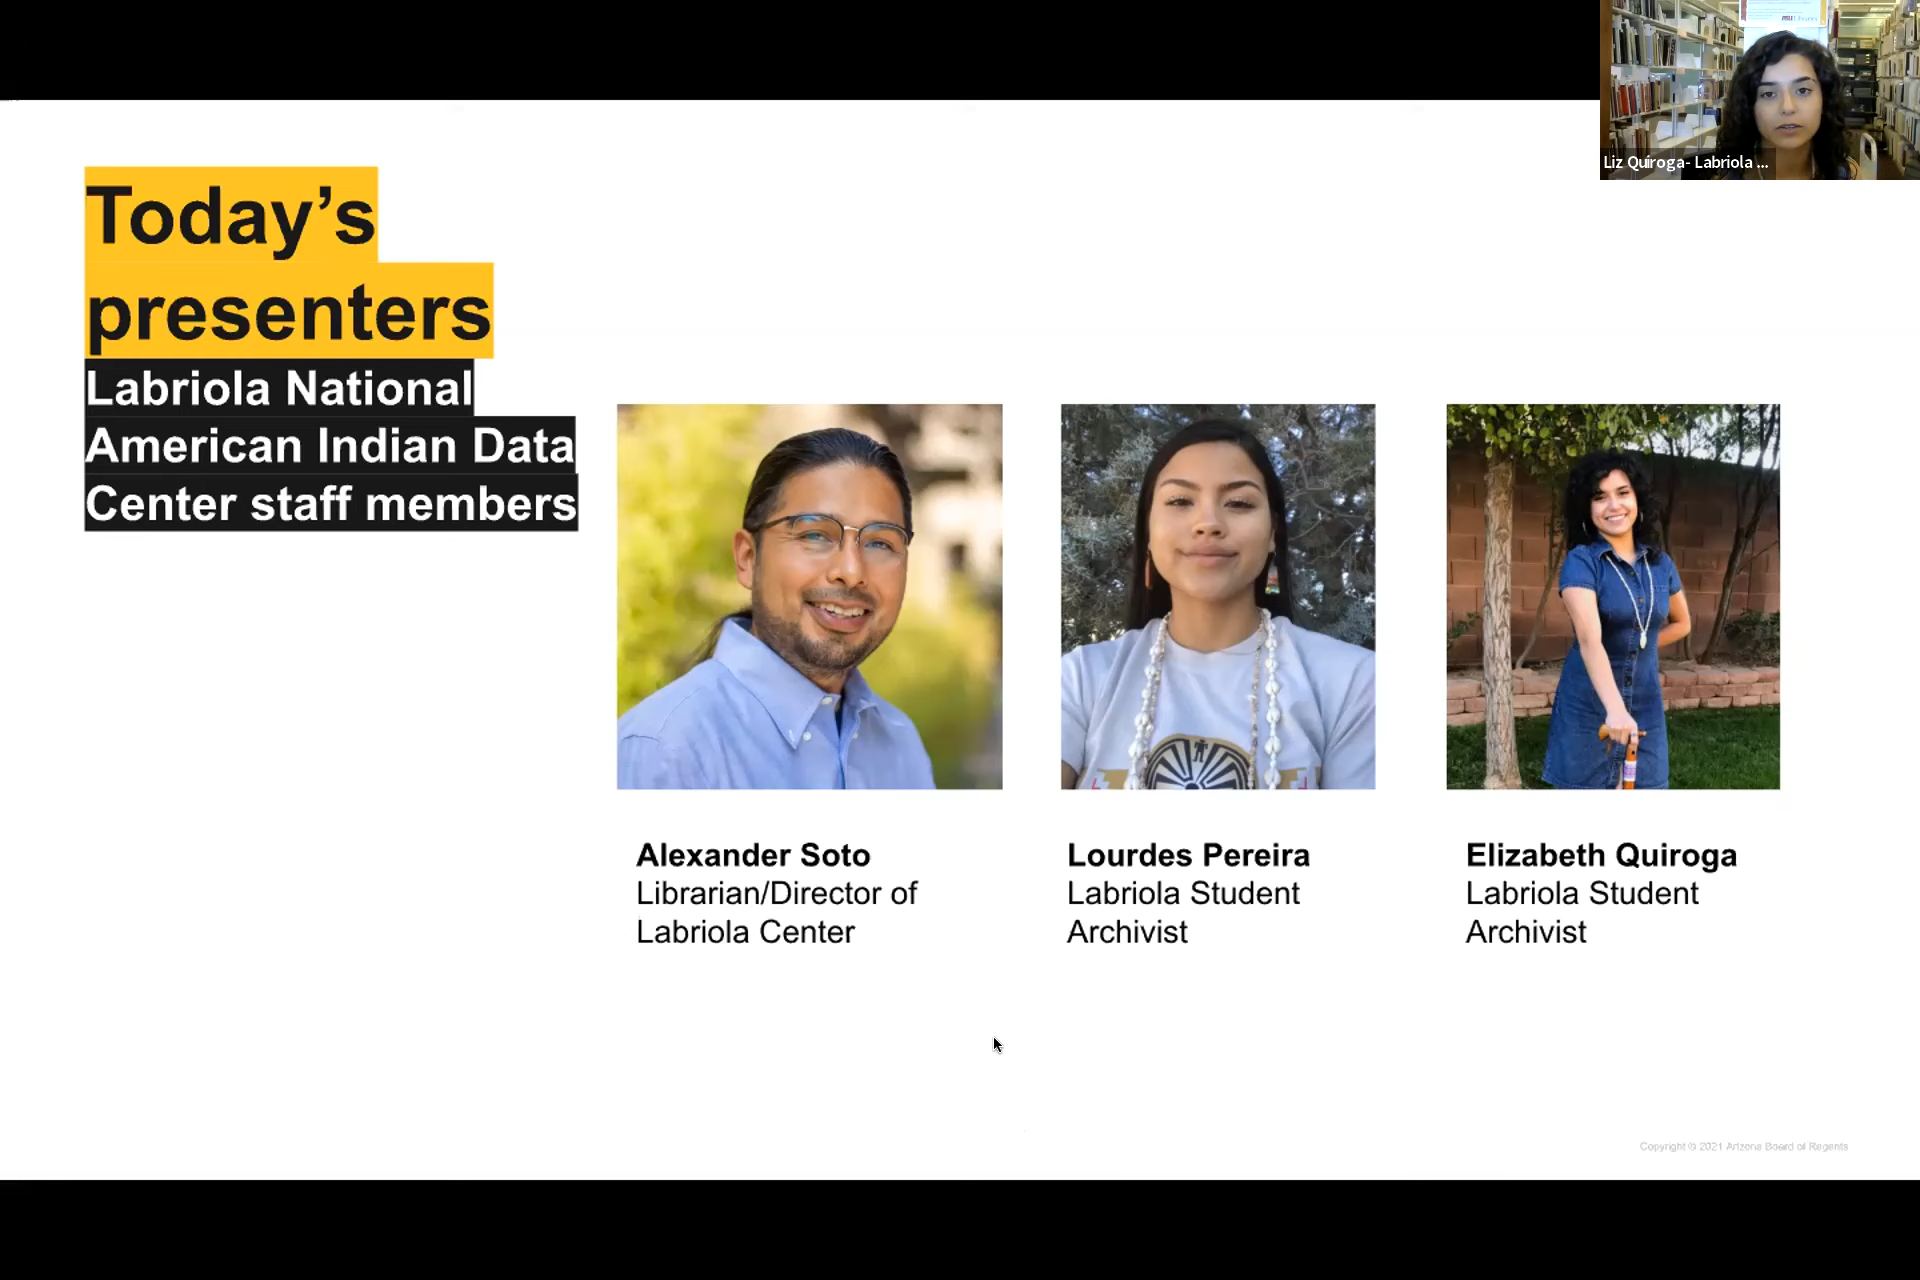 Today’s
presenters
Labriola National
American Indian Data
Center staff members
Liz Quiroga- Labriola ...
Alexander Soto
Librarian/Director of
Labriola Center
Lourdes Pereira
Labriola Student
Archivist
Elizabeth Quiroga
Labriola Student
Archivist
Copyright © 2021 Arizona Board of Regents